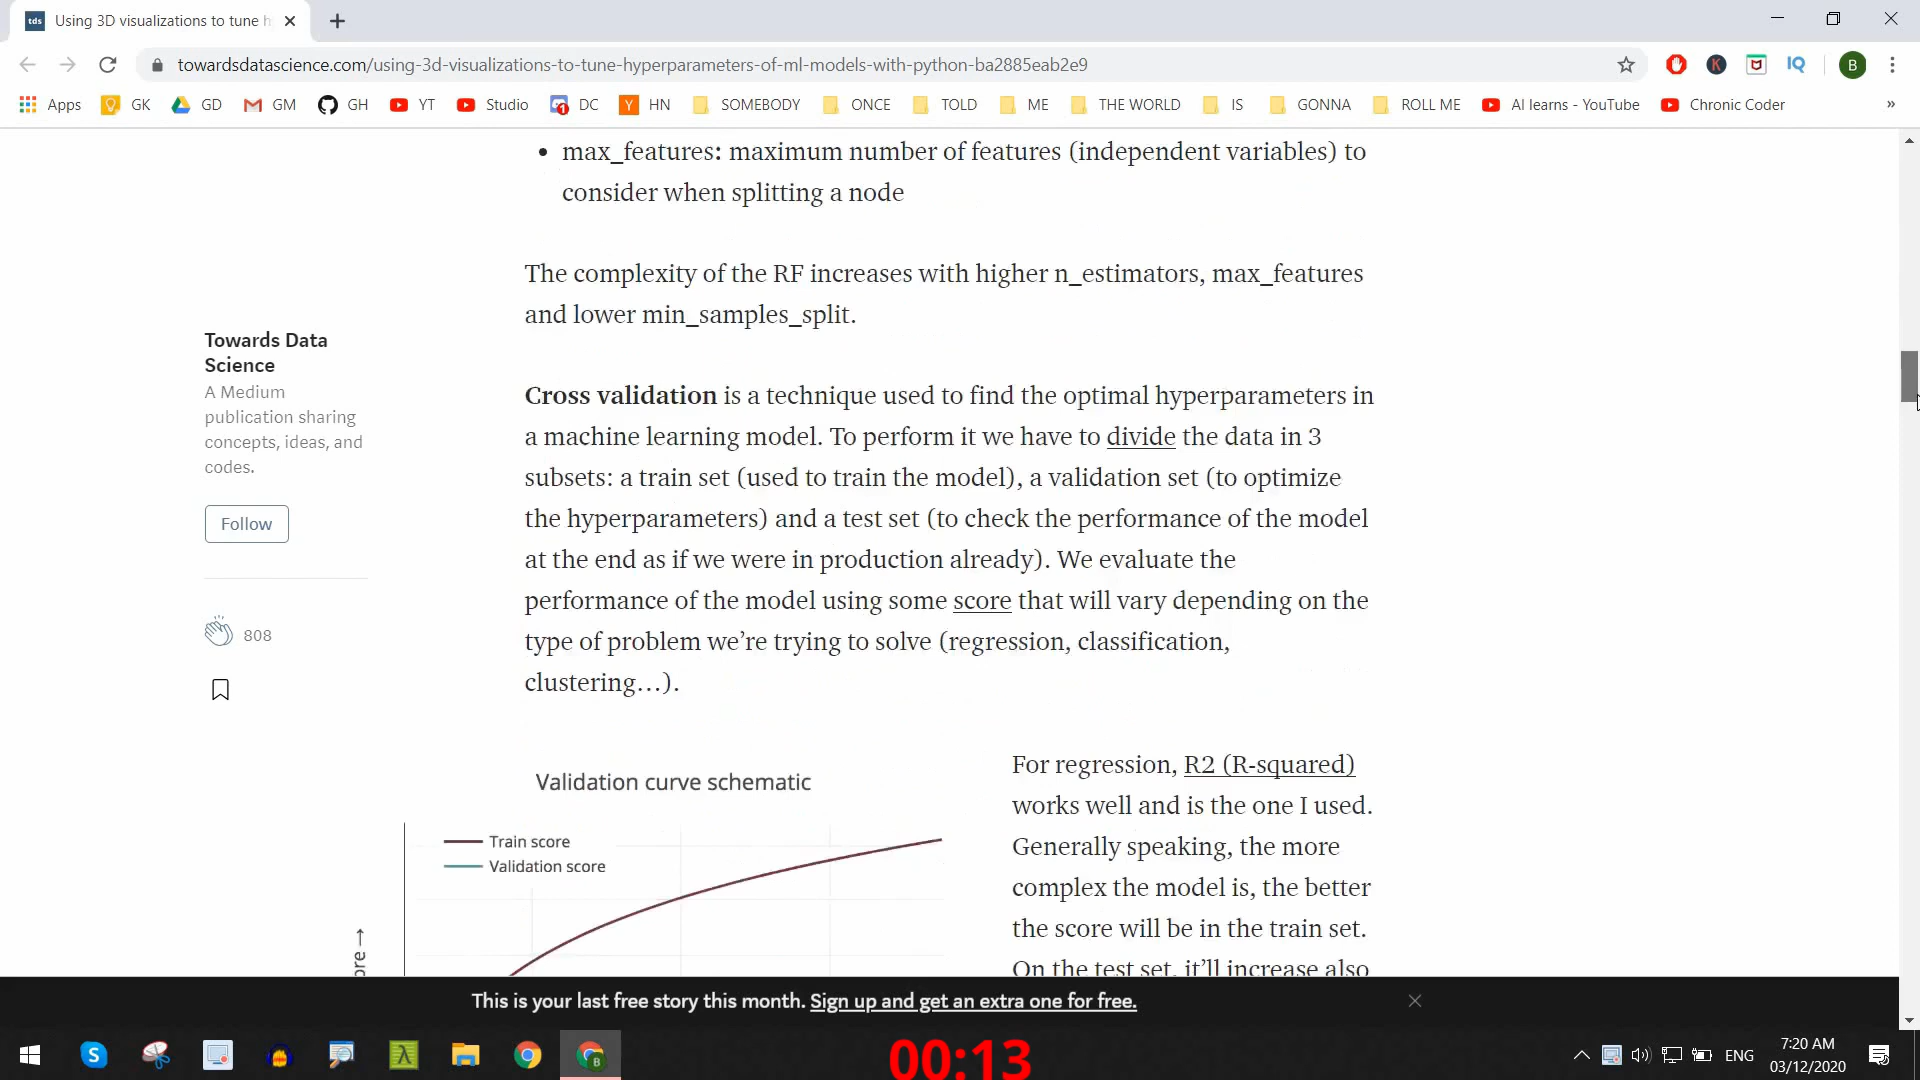 tds Using 3D visualizations to tune h
towardsdatascience.com/using-3d-visualizations-to-tune-hyperparameters-of-ml-models-with-python-ba2885eab2e9
K
IQ
B
Apps GK GD GM GH YT Studio DC HN SOMEBODY ONCE TOLD ME THE WORLD IS GONNA ROLL ME AI learns - YouTube Chronic Coder »
• max_features: maximum number of features (independent variables) to
consider when splitting a node
The complexity of the RF increases with higher n_estimators, max_features
and lower min_samples_split.
Towards Data
Science
A Medium
publication sharing
concepts, ideas, and
codes.
Follow
808
Cross validation is a technique used to find the optimal hyperparameters in
a machine learning model. To perform it we have to divide the data in 3
subsets: a train set (used to train the model), a validation set (to optimize
the hyperparameters) and a test set (to check the performance of the model
at the end as if we were in production already). We evaluate the
performance of the model using some score that will vary depending on the
type of problem we’re trying to solve (regression, classification,
clustering…).
Validation curve schematic
Train score
Validation score
ore →
For regression, R2 (R-squared)
works well and is the one I used.
Generally speaking, the more
complex the model is, the better
the score will be in the train set.
On the test set, it’ll increase also
This is your last free story this month. Sign up and get an extra one for free.
00:13
ENG
7:20 AM
03/12/2020